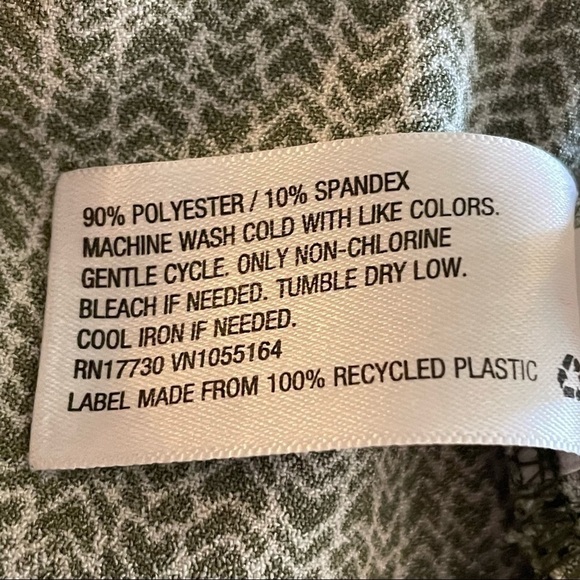 90% POLYESTER / 10% SPANDEX
MACHINE WASH COLD WITH LIKE COLORS.
GENTLE CYCLE. ONLY NON-CHLORINE
BLEACH IF NEEDED. TUMBLE DRY LOW.
COOL IRON IF NEEDED.
RN17730 VN1055164
LABEL MADE FROM 100% RECYCLED PLASTIC